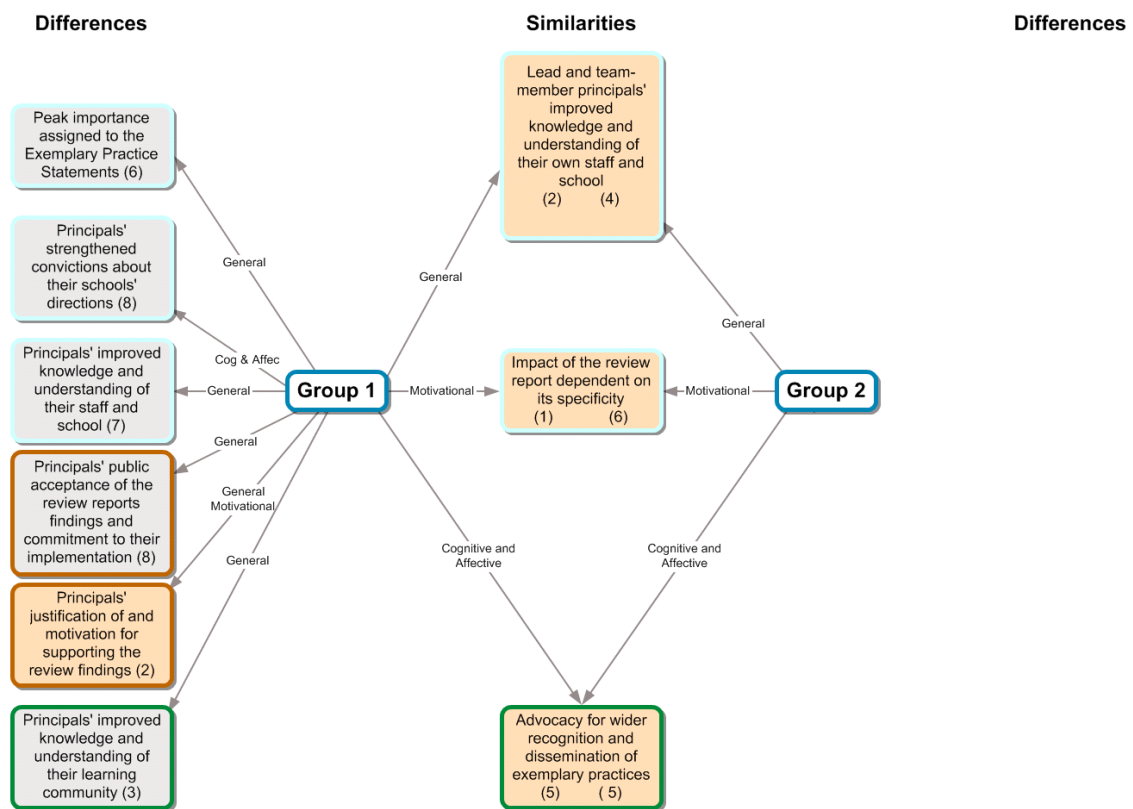 Differences
Similarities
Differences
Peak importance
assigned to the
Exemplary Practice
Statements (6)
Principals'
strengthened
convictions about
their schools'
directions (8)
Principals' improved
knowledge and
understanding of
their staff and
school (7)
Principals' public
acceptance of the
review reports
findings and
commitment to their
implementation (8)
Principals'
justification of and
motivation for
supporting the
review findings (2)
Principals' improved
knowledge and
understanding of
their learning
community (3)
General
Cog & Affec
General
General
General
Motivational
General
Group 1
General
Motivational
Cognitive and
Affective
Lead and team-
member principals'
improved
knowledge and
understanding of
their own staff and
school
(2) (4)
Impact of the review
report dependent on
its specificity
(1) (6)
Advocacy for wider
recognition and
dissemination of
exemplary practices
(5) ( 5)
General
Motivational
Cognitive and
Affective
Group 2